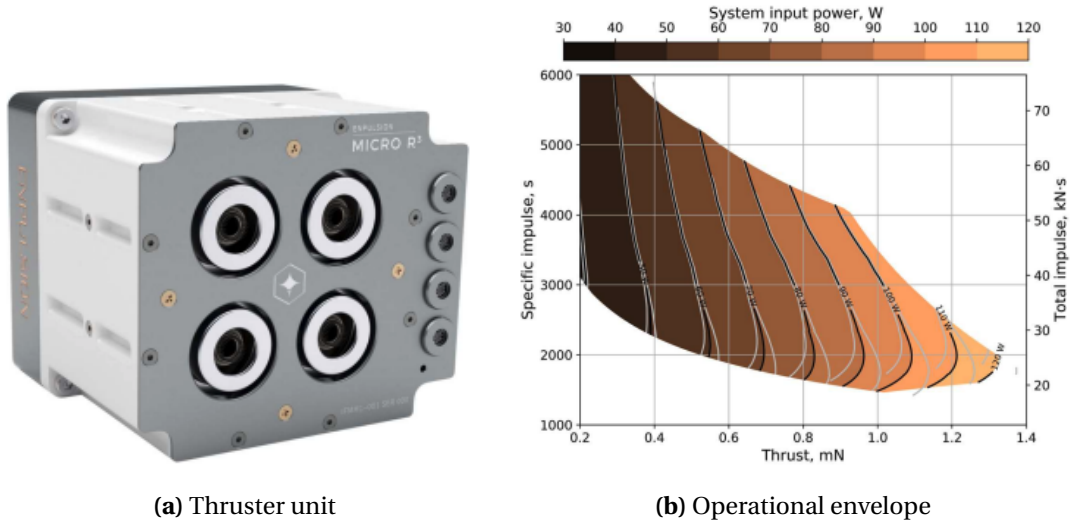 ENPULSION
MICRO R³
ENPULSION
System input power, W
30 40 50 60 70 80 90 100 110 120
6000
5000
4000
3000
2000
1000
Specific impulse, s
70
60
50
40
30
20
Total impulse, kN·s
90 W
100 W
110 W
120 W
0.2 0.4 0.6 0.8 1.0 1.2 1.4
Thrust, mN
(a) Thruster unit
(b) Operational envelope